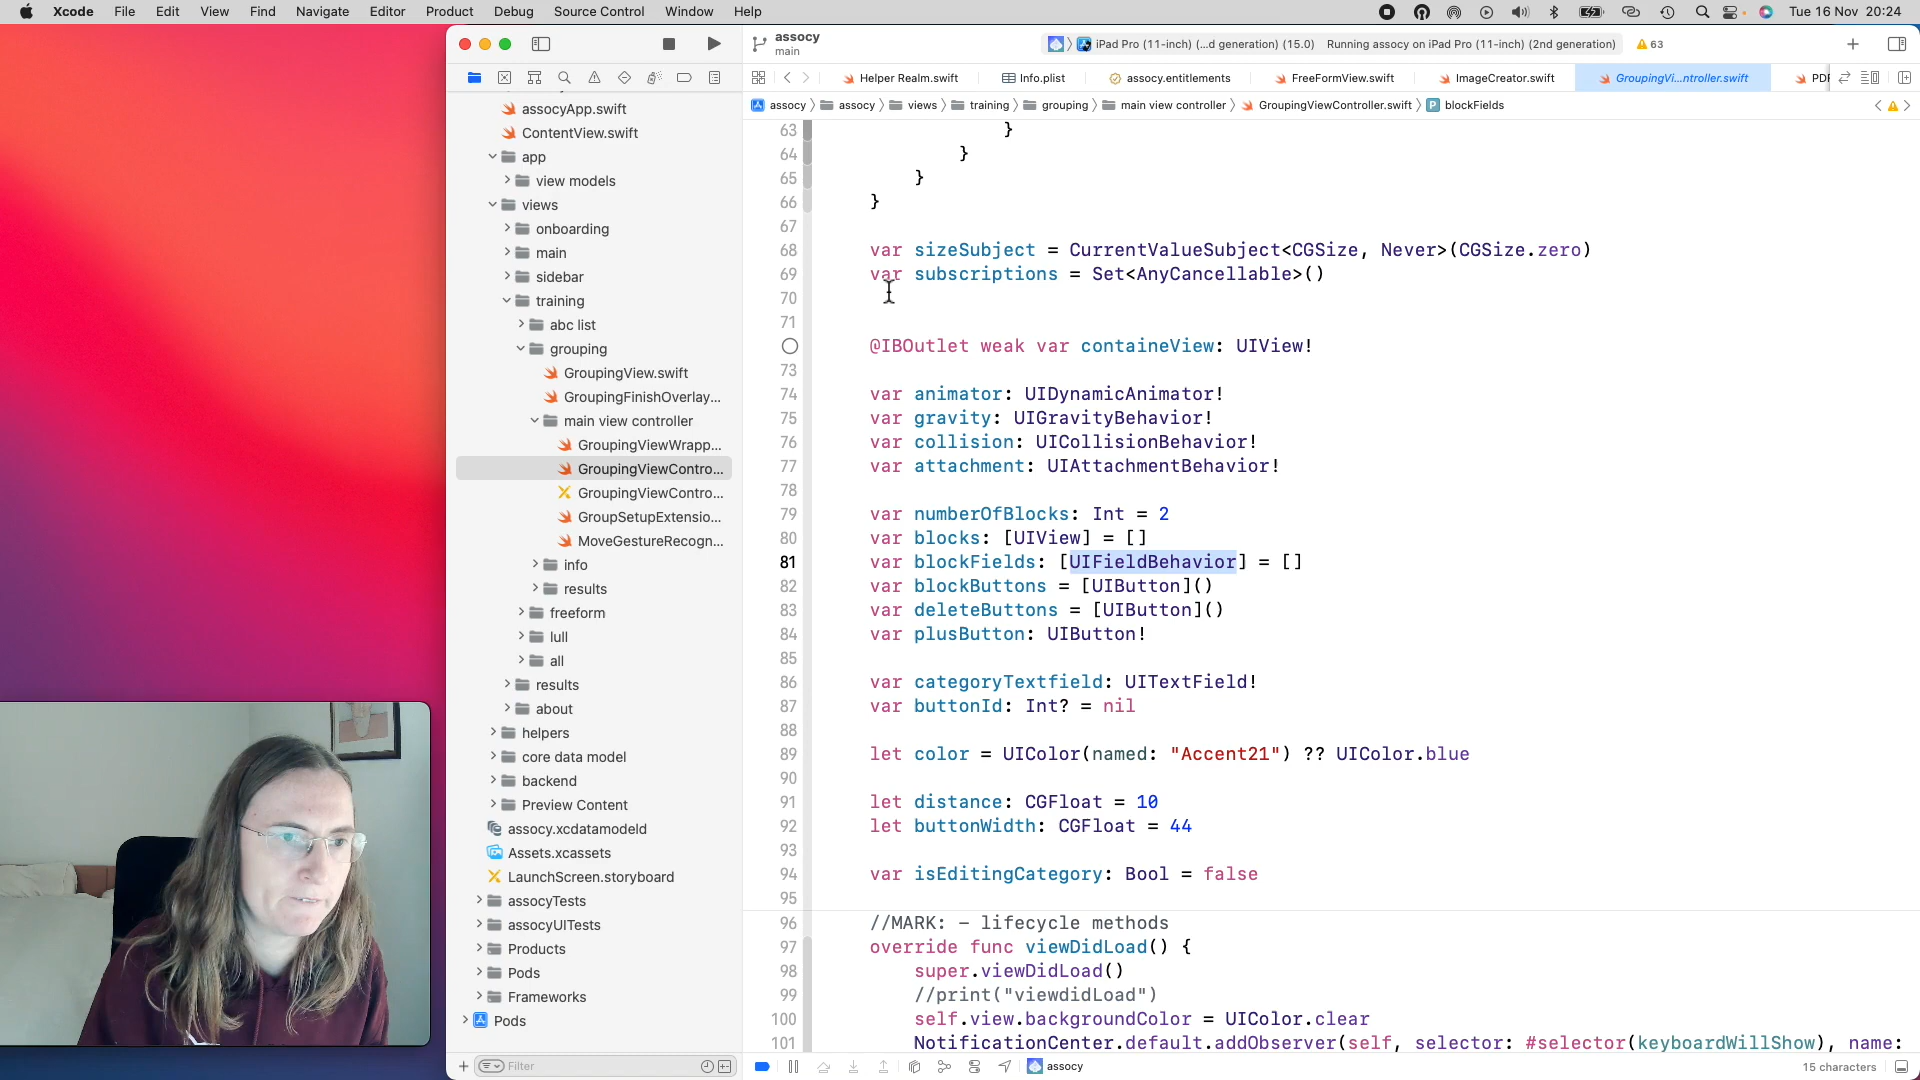 Xcode File Edit View Find Navigate Editor Product Debug Source Control Window Help Tue 16 Nov 20:24
assocy
main
iPad Pro (11-inch) (...d generation) (15.0) Running assocy on iPad Pro (11-inch) (2nd generation) 63
Helper Realm.swift Info.plist assocy.entitlements FreeFormView.swift ImageCreator.swift GroupingVi...ntroller.swift PDF
assocy assocy views training grouping main view controller GroupingViewController.swift P blockFields
assocyApp.swift
ContentView.swift
app
view models
views
onboarding
main
sidebar
training
abc list
grouping
GroupingView.swift
GroupingFinishOverlay...
main view controller
GroupingViewWrapp...
GroupingViewContro...
GroupingViewContro...
GroupSetupExtensio...
MoveGestureRecogn...
info
results
freeform
lull
all
results
about
helpers
core data model
backend
Preview Content
assocy.xcdatamodeld
Assets.xcassets
LaunchScreen.storyboard
assocyTests
assocyUITests
Products
Pods
Frameworks
Pods
Filter
63 }
64 }
65 }
66 }
67
68 var sizeSubject = CurrentValueSubject<CGSize, Never>(CGSize.zero)
69 var subscriptions = Set<AnyCancellable>()
70
71
@IBOutlet weak var containeView: UIView!
73
74 var animator: UIDynamicAnimator!
75 var gravity: UIGravityBehavior!
76 var collision: UICollisionBehavior!
77 var attachment: UIAttachmentBehavior!
78
79 var numberOfBlocks: Int = 2
80 var blocks: [UIView] = []
81 var blockFields: [UIFieldBehavior] = []
82 var blockButtons = [UIButton]()
83 var deleteButtons = [UIButton]()
84 var plusButton: UIButton!
85
86 var categoryTextfield: UITextField!
87 var buttonId: Int? = nil
88
89 let color = UIColor(named: "Accent21") ?? UIColor.blue
90
91 let distance: CGFloat = 10
92 let buttonWidth: CGFloat = 44
93
94 var isEditingCategory: Bool = false
95
96 //MARK: - lifecycle methods
97 override func viewDidLoad() {
98 super.viewDidLoad()
99 //print("viewdidLoad")
100 self.view.backgroundColor = UIColor.clear
101 NotificationCenter.default.addObserver(self, selector: #selector(keyboardWillShow), name:
assocy 15 characters